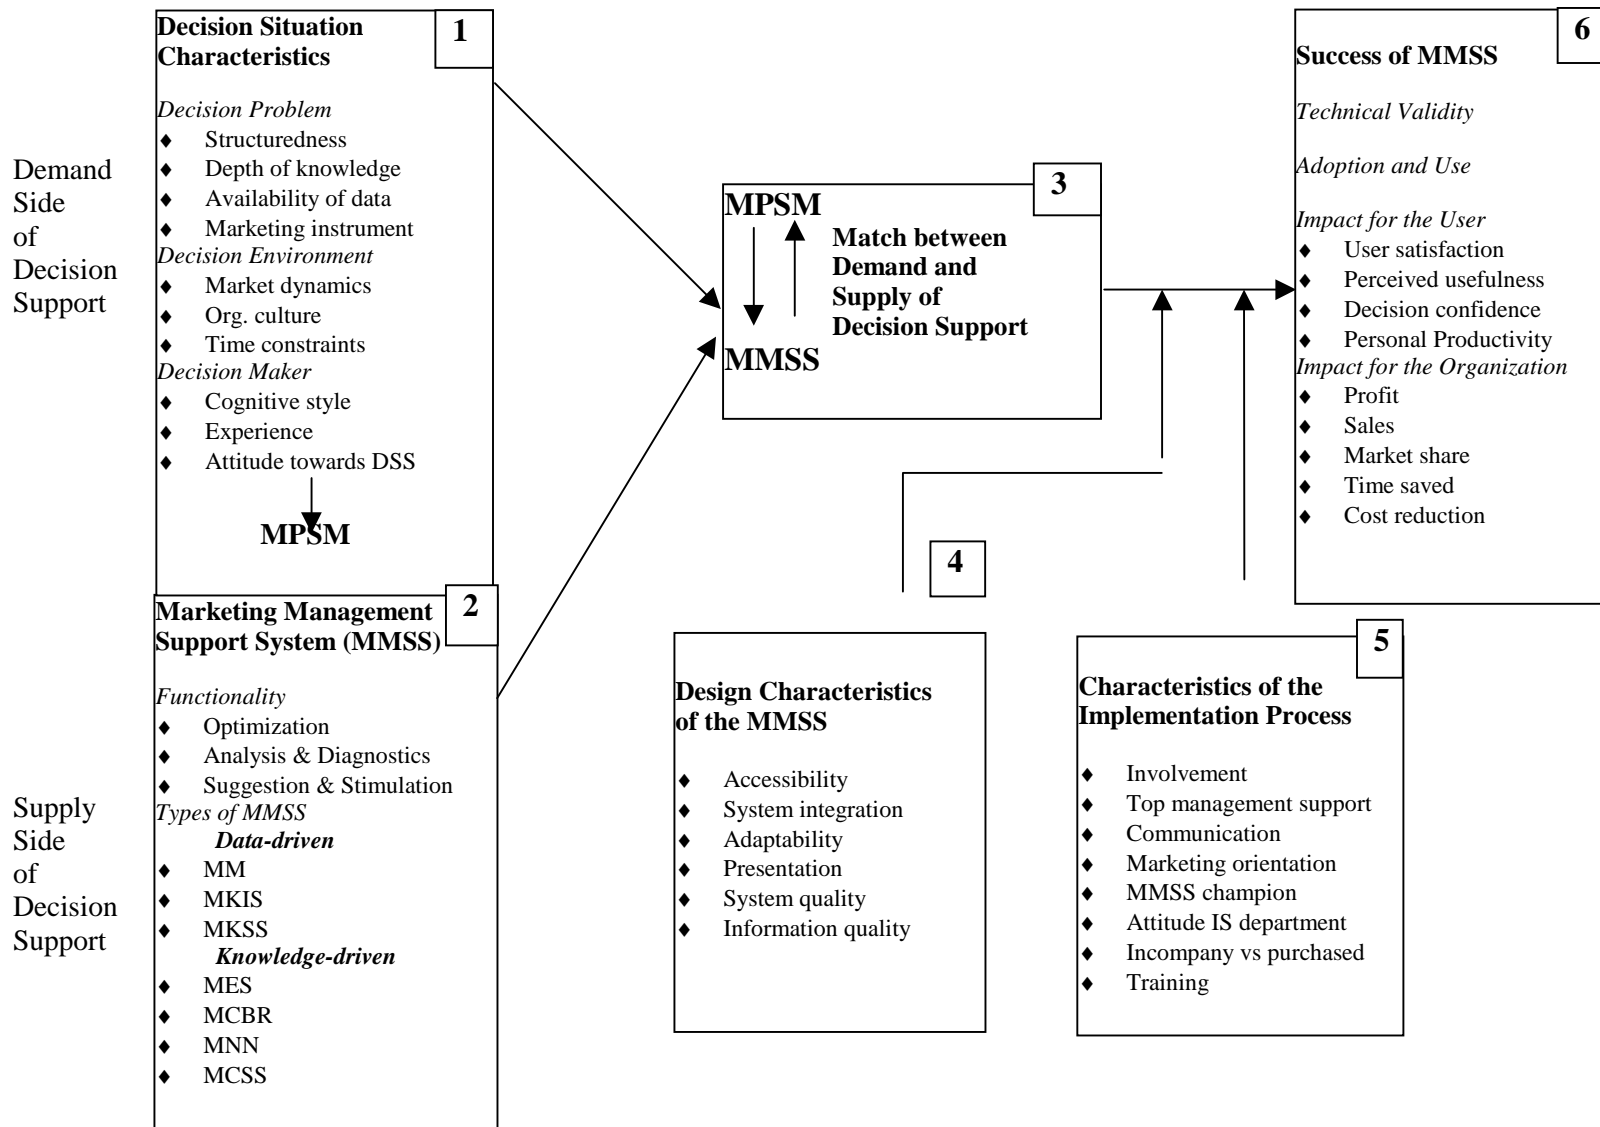 Demand
Side
of
Decision
Support
Decision Situation
Characteristics
1
Decision Problem
♦ Structuredness
♦ Depth of knowledge
♦ Availability of data
♦ Marketing instrument
Decision Environment
♦ Market dynamics
♦ Org. culture
♦ Time constraints
Decision Maker
♦ Cognitive style
♦ Experience
♦ Attitude towards DSS
MPSM
Supply
Side
of
Decision
Support
Marketing Management
Support System (MMSS)
2
Functionality
♦ Optimization
♦ Analysis & Diagnostics
♦ Suggestion & Stimulation
Types of MMSS
Data-driven
♦ MM
♦ MKIS
♦ MKSS
Knowledge-driven
♦ MES
♦ MCBR
♦ MNN
♦ MCSS
3
MPSM
Match between
Demand and
Supply of
Decision Support
MMSS
4
Design Characteristics
of the MMSS
♦ Accessibility
♦ System integration
♦ Adaptability
♦ Presentation
♦ System quality
♦ Information quality
5
Characteristics of the
Implementation Process
♦ Involvement
♦ Top management support
♦ Communication
♦ Marketing orientation
♦ MMSS champion
♦ Attitude IS department
♦ Incompany vs purchased
♦ Training
6
Success of MMSS
Technical Validity
Adoption and Use
Impact for the User
♦ User satisfaction
♦ Perceived usefulness
♦ Decision confidence
♦ Personal Productivity
Impact for the Organization
♦ Profit
♦ Sales
♦ Market share
♦ Time saved
♦ Cost reduction